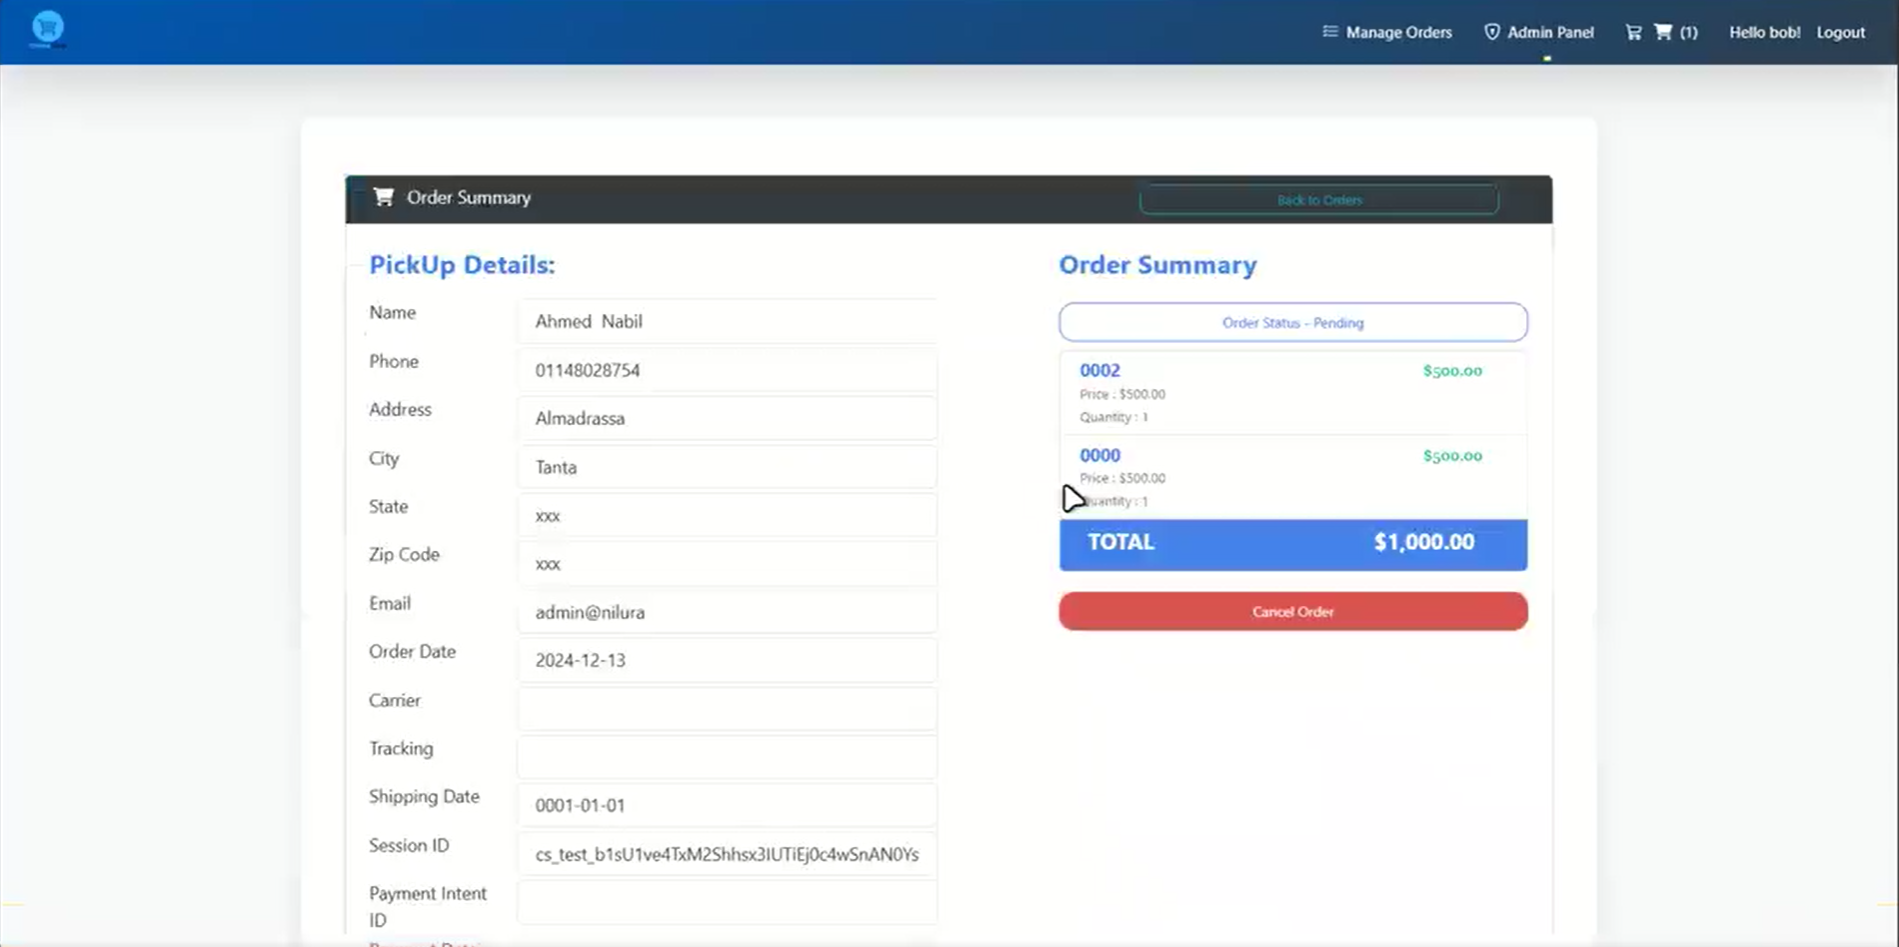 Manage Orders
Admin Panel
(1)
Hello bob!
Logout
Order Summary
Back to Orders
PickUp Details:
Name
Ahmed Nabil
Phone
01148028754
Address
Almadrassa
City
Tanta
State
xxx
Zip Code
xxx
Email
admin@nilura
Order Date
2024-12-13
Carrier
Tracking
Shipping Date
0001-01-01
Session ID
cs_test_b1sU1ve4TxM2Shhsx3IUTiEj0c4wSnAN0Ys
Payment Intent
ID
Order Summary
Order Status - Pending
0002
$500.00
Price : $500.00
Quantity : 1
0000
$500.00
Price : $500.00
Quantity : 1
TOTAL
$1,000.00
Cancel Order